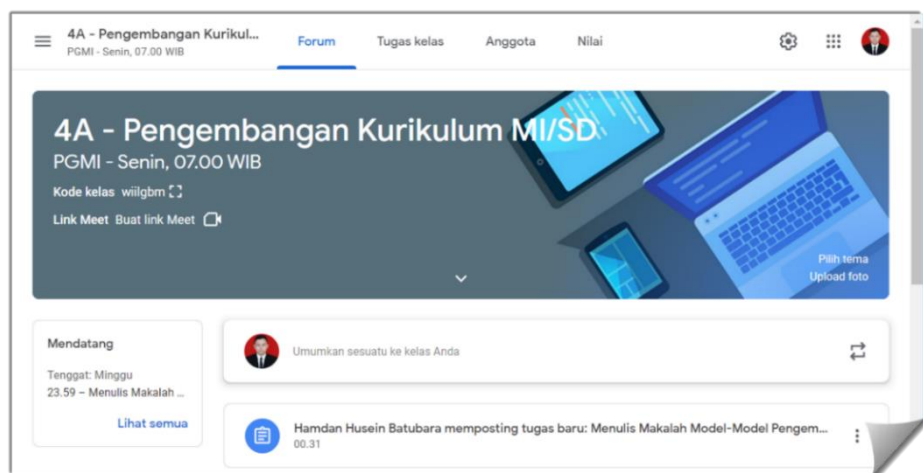 4A - Pengembangan Kurikul...
PGMI - Senin, 07.00 WIB
Forum
Tugas kelas
Anggota
Nilai
4A - Pengembangan Kurikulum MI/SD
PGMI - Senin, 07.00 WIB
Kode kelas wiilgbm
Link Meet Buat link Meet
Pilih tema
Upload foto
Mendatang
Tenggat: Minggu
23.59 – Menulis Makalah ...
Lihat semua
Umumkan sesuatu ke kelas Anda
Hamdan Husein Batubara memposting tugas baru: Menulis Makalah Model-Model Pengem...
00.31